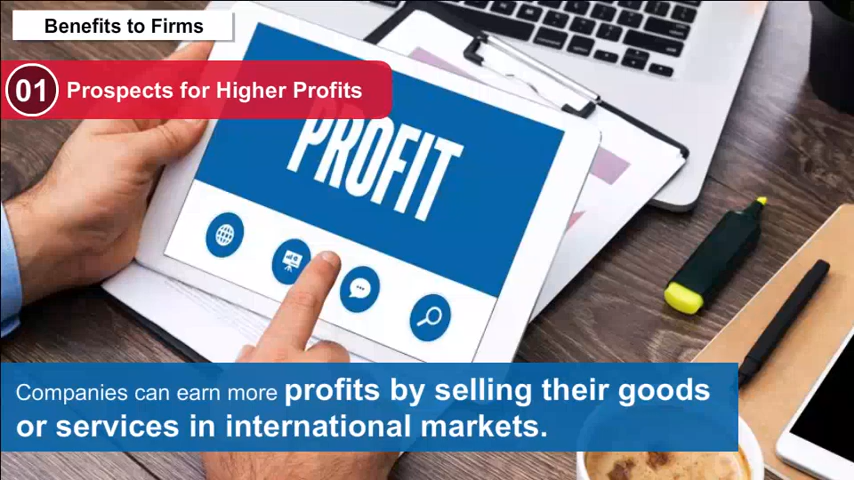 Benefits to Firms
01 Prospects for Higher Profits
PROFIT
Companies can earn more profits by selling their goods
or services in international markets.